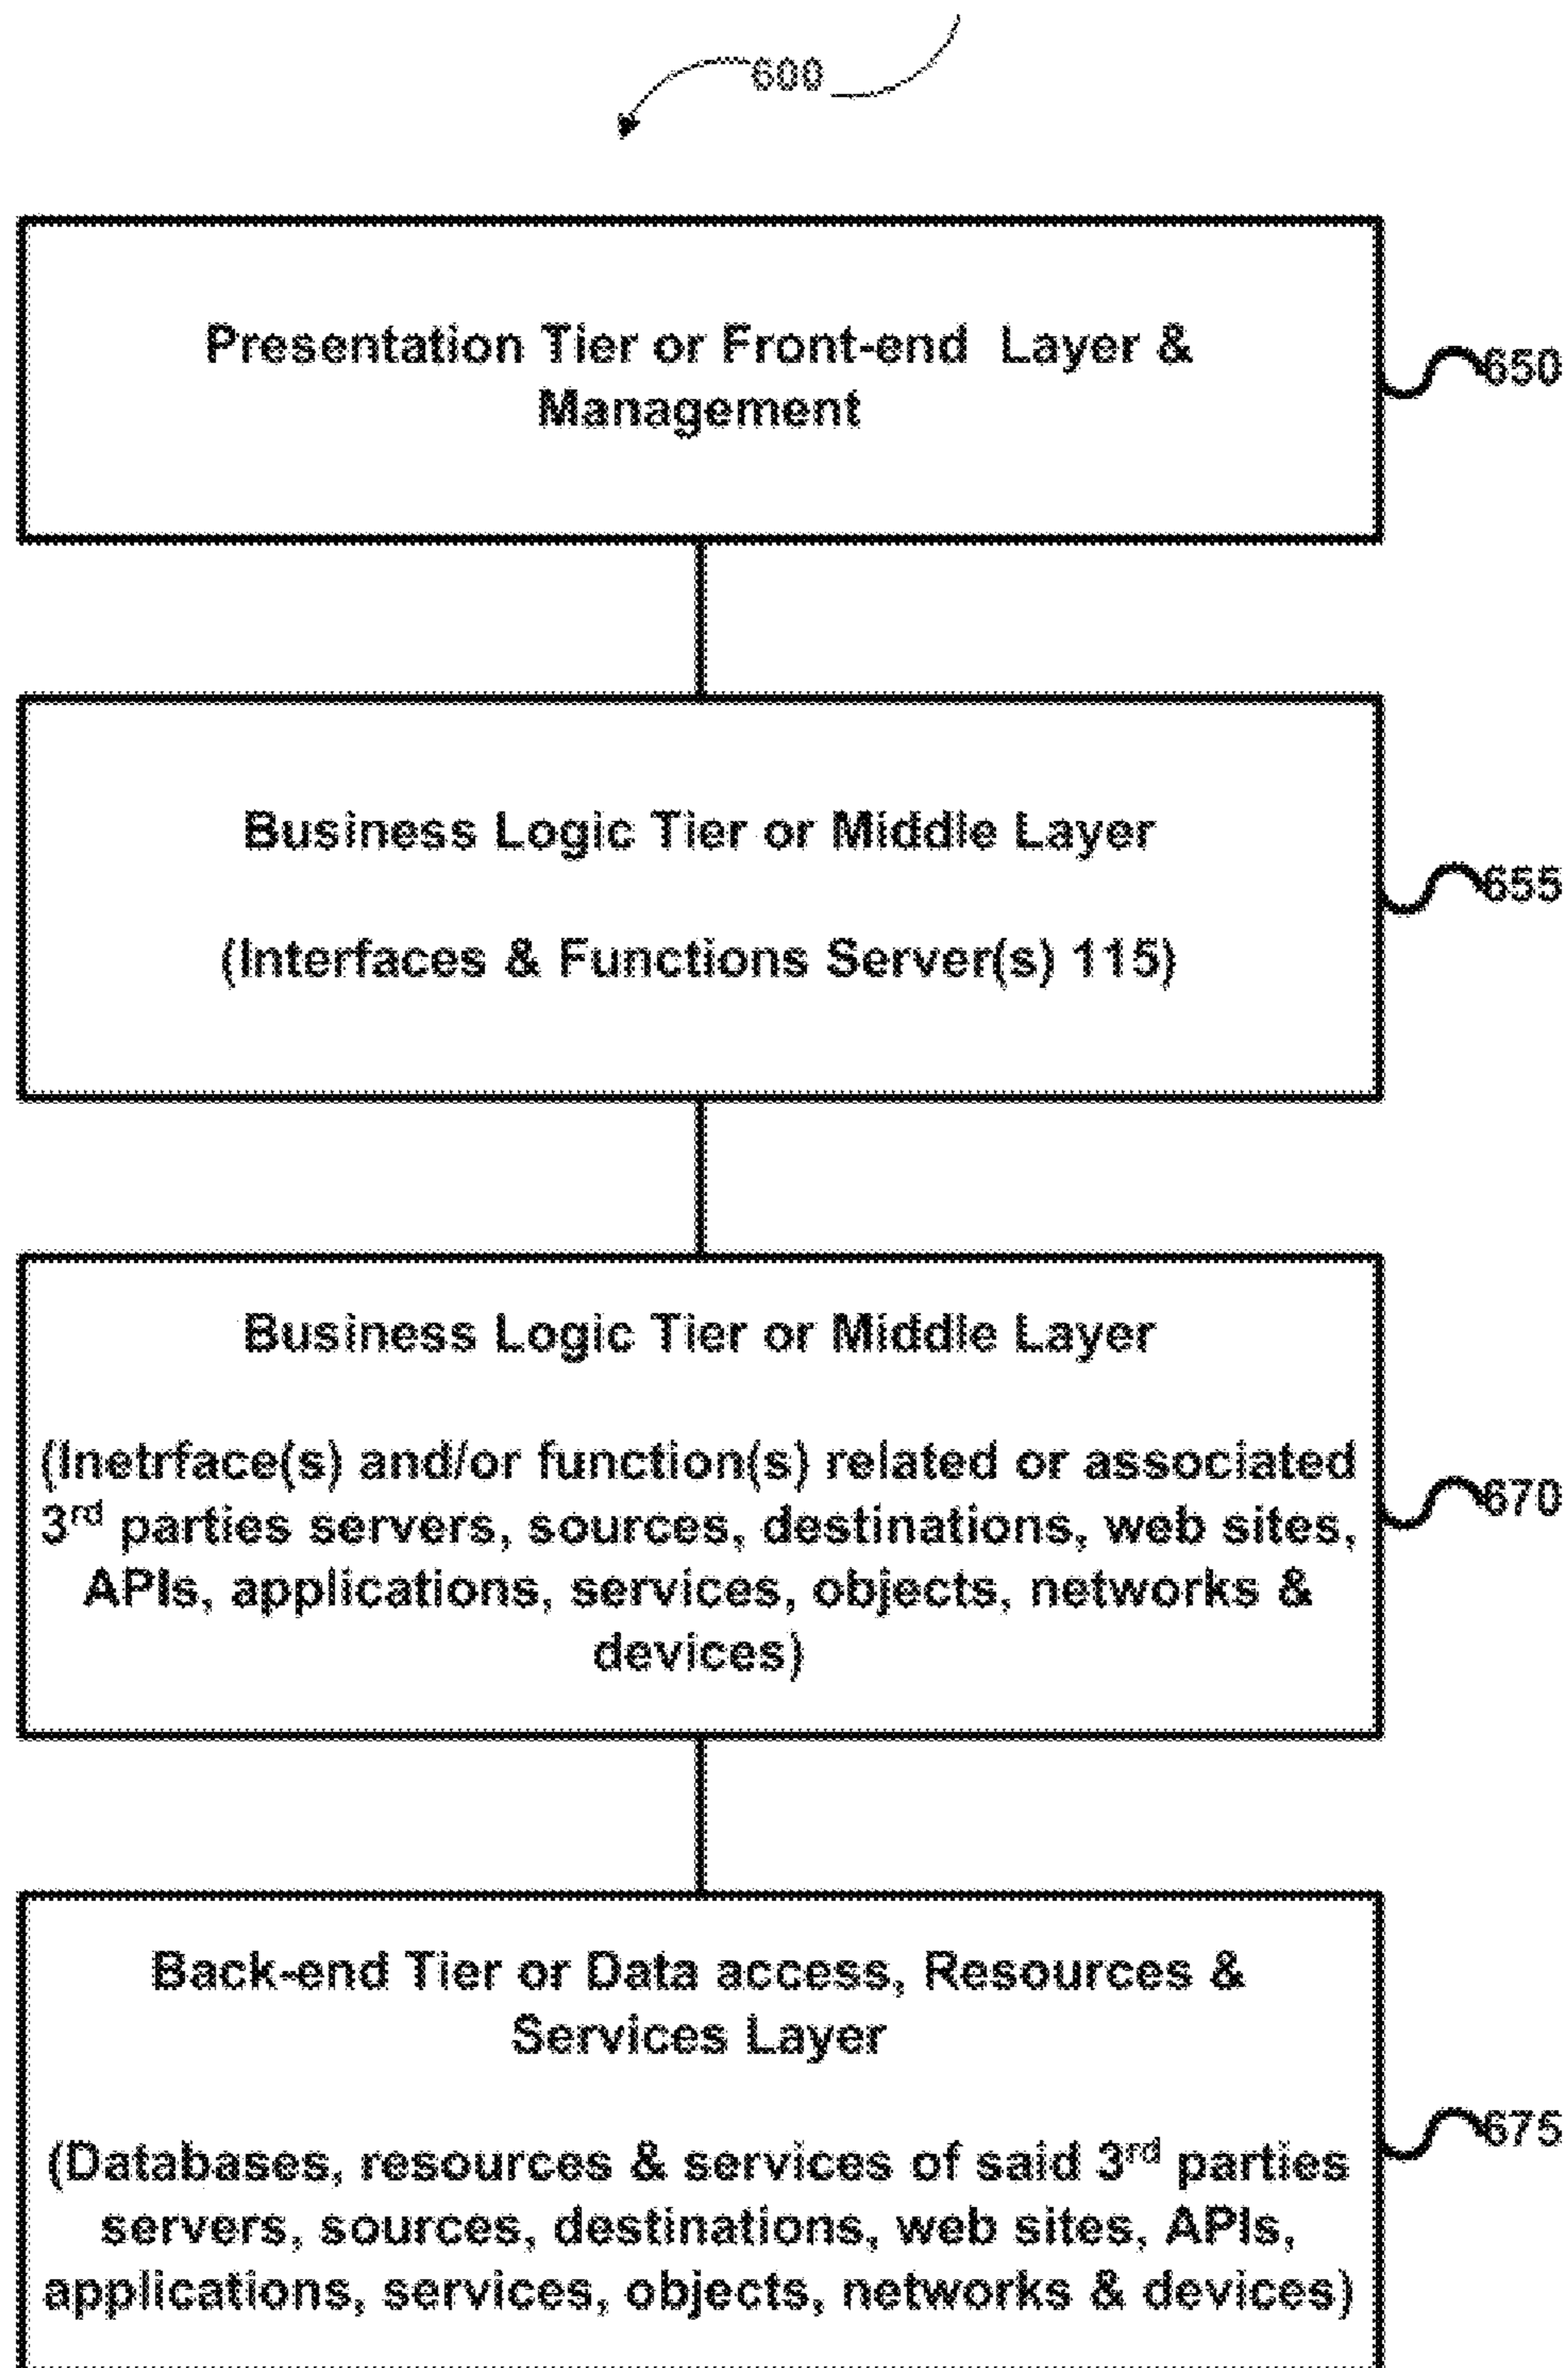 600
Presentation Tier or Front-end Layer &
Management
650
Business Logic Tier or Middle Layer
(Interfaces & Functions Server(s) 115)
655
Business Logic Tier or Middle Layer
(Inetrface(s) and/or function(s) related or associated
3rd parties servers, sources, destinations, web sites,
APIs, applications, services, objects, networks &
devices)
670
Back-end Tier or Data access, Resources &
Services Layer
(Databases, resources & services of said 3rd parties
servers, sources, destinations, web sites, APIs,
applications, services, objects, networks & devices)
675